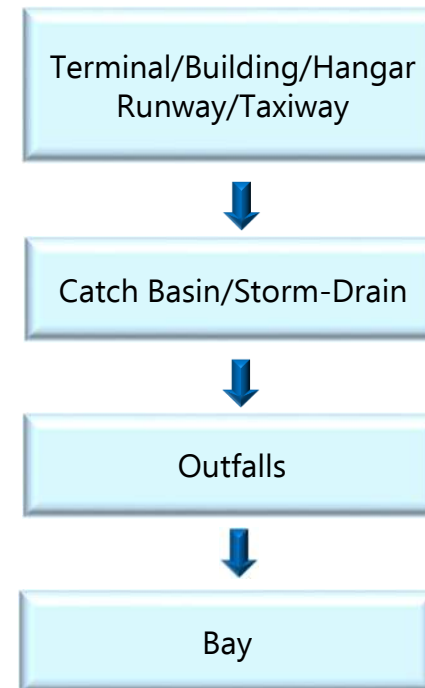 Terminal/Building/Hangar
Runway/Taxiway
Catch Basin/Storm-Drain
Outfalls
Bay